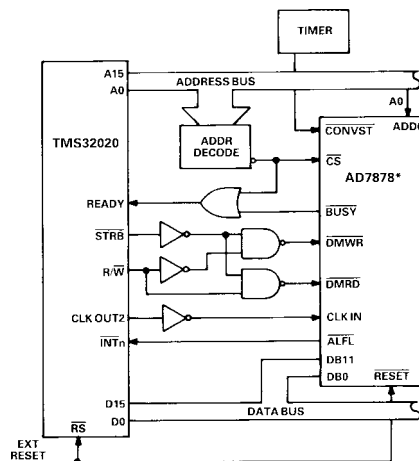 TIMER
A15
ADDRESS BUS
A0
A0
ADDC
TMS32020
ADDR
DECODE
CONVST
CS
AD7878*
READY
BUSY
STRB
DMWR
R/W
DMRD
CLK OUT2
CLK IN
INTn
ALFL
DB11
DB0
RESET
D15
DATA BUS
D0
RS
EXT
RESET